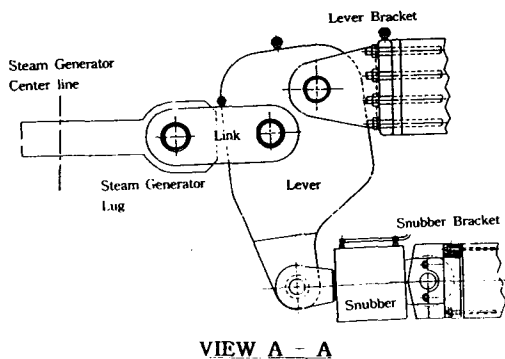 Lever Bracket
Steam Generator
Center line
Link
Steam Generator
Lug
Lever
Snubber Bracket
Snubber
VIEW A - A